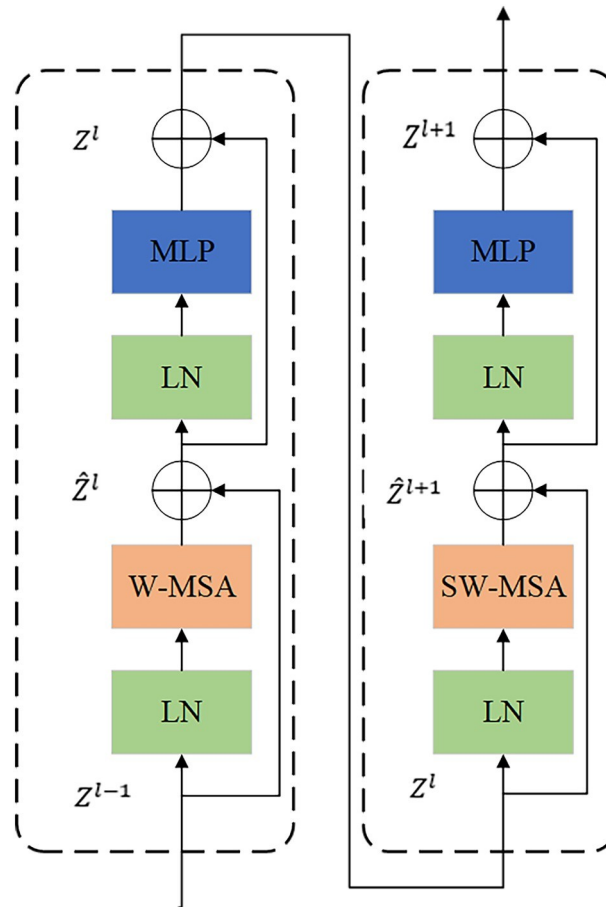 Z^l
MLP
LN
Ẑ^l
W-MSA
LN
Z^{l-1}
Z^{l+1}
MLP
LN
Ẑ^{l+1}
SW-MSA
LN
Z^l